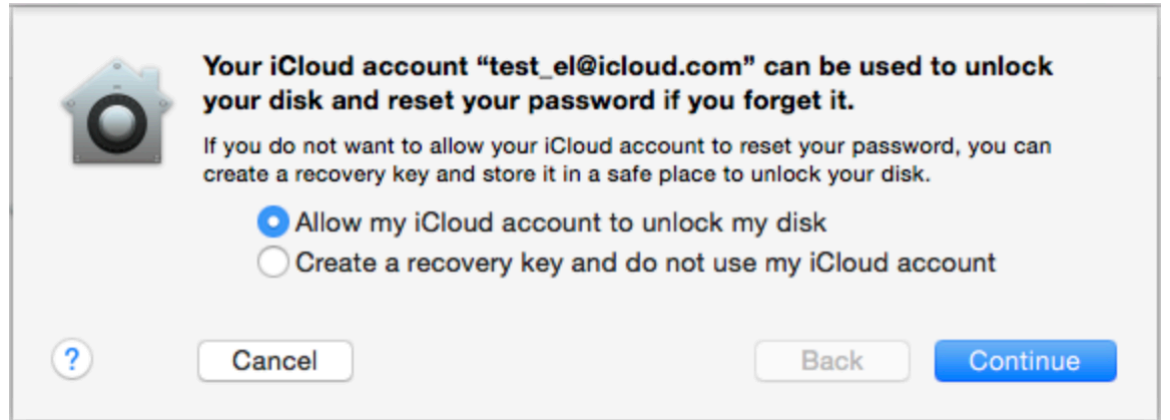 Your iCloud account “test_el@icloud.com” can be used to unlock
your disk and reset your password if you forget it.
If you do not want to allow your iCloud account to reset your password, you can
create a recovery key and store it in a safe place to unlock your disk.
Allow my iCloud account to unlock my disk
Create a recovery key and do not use my iCloud account
? Cancel Back Continue